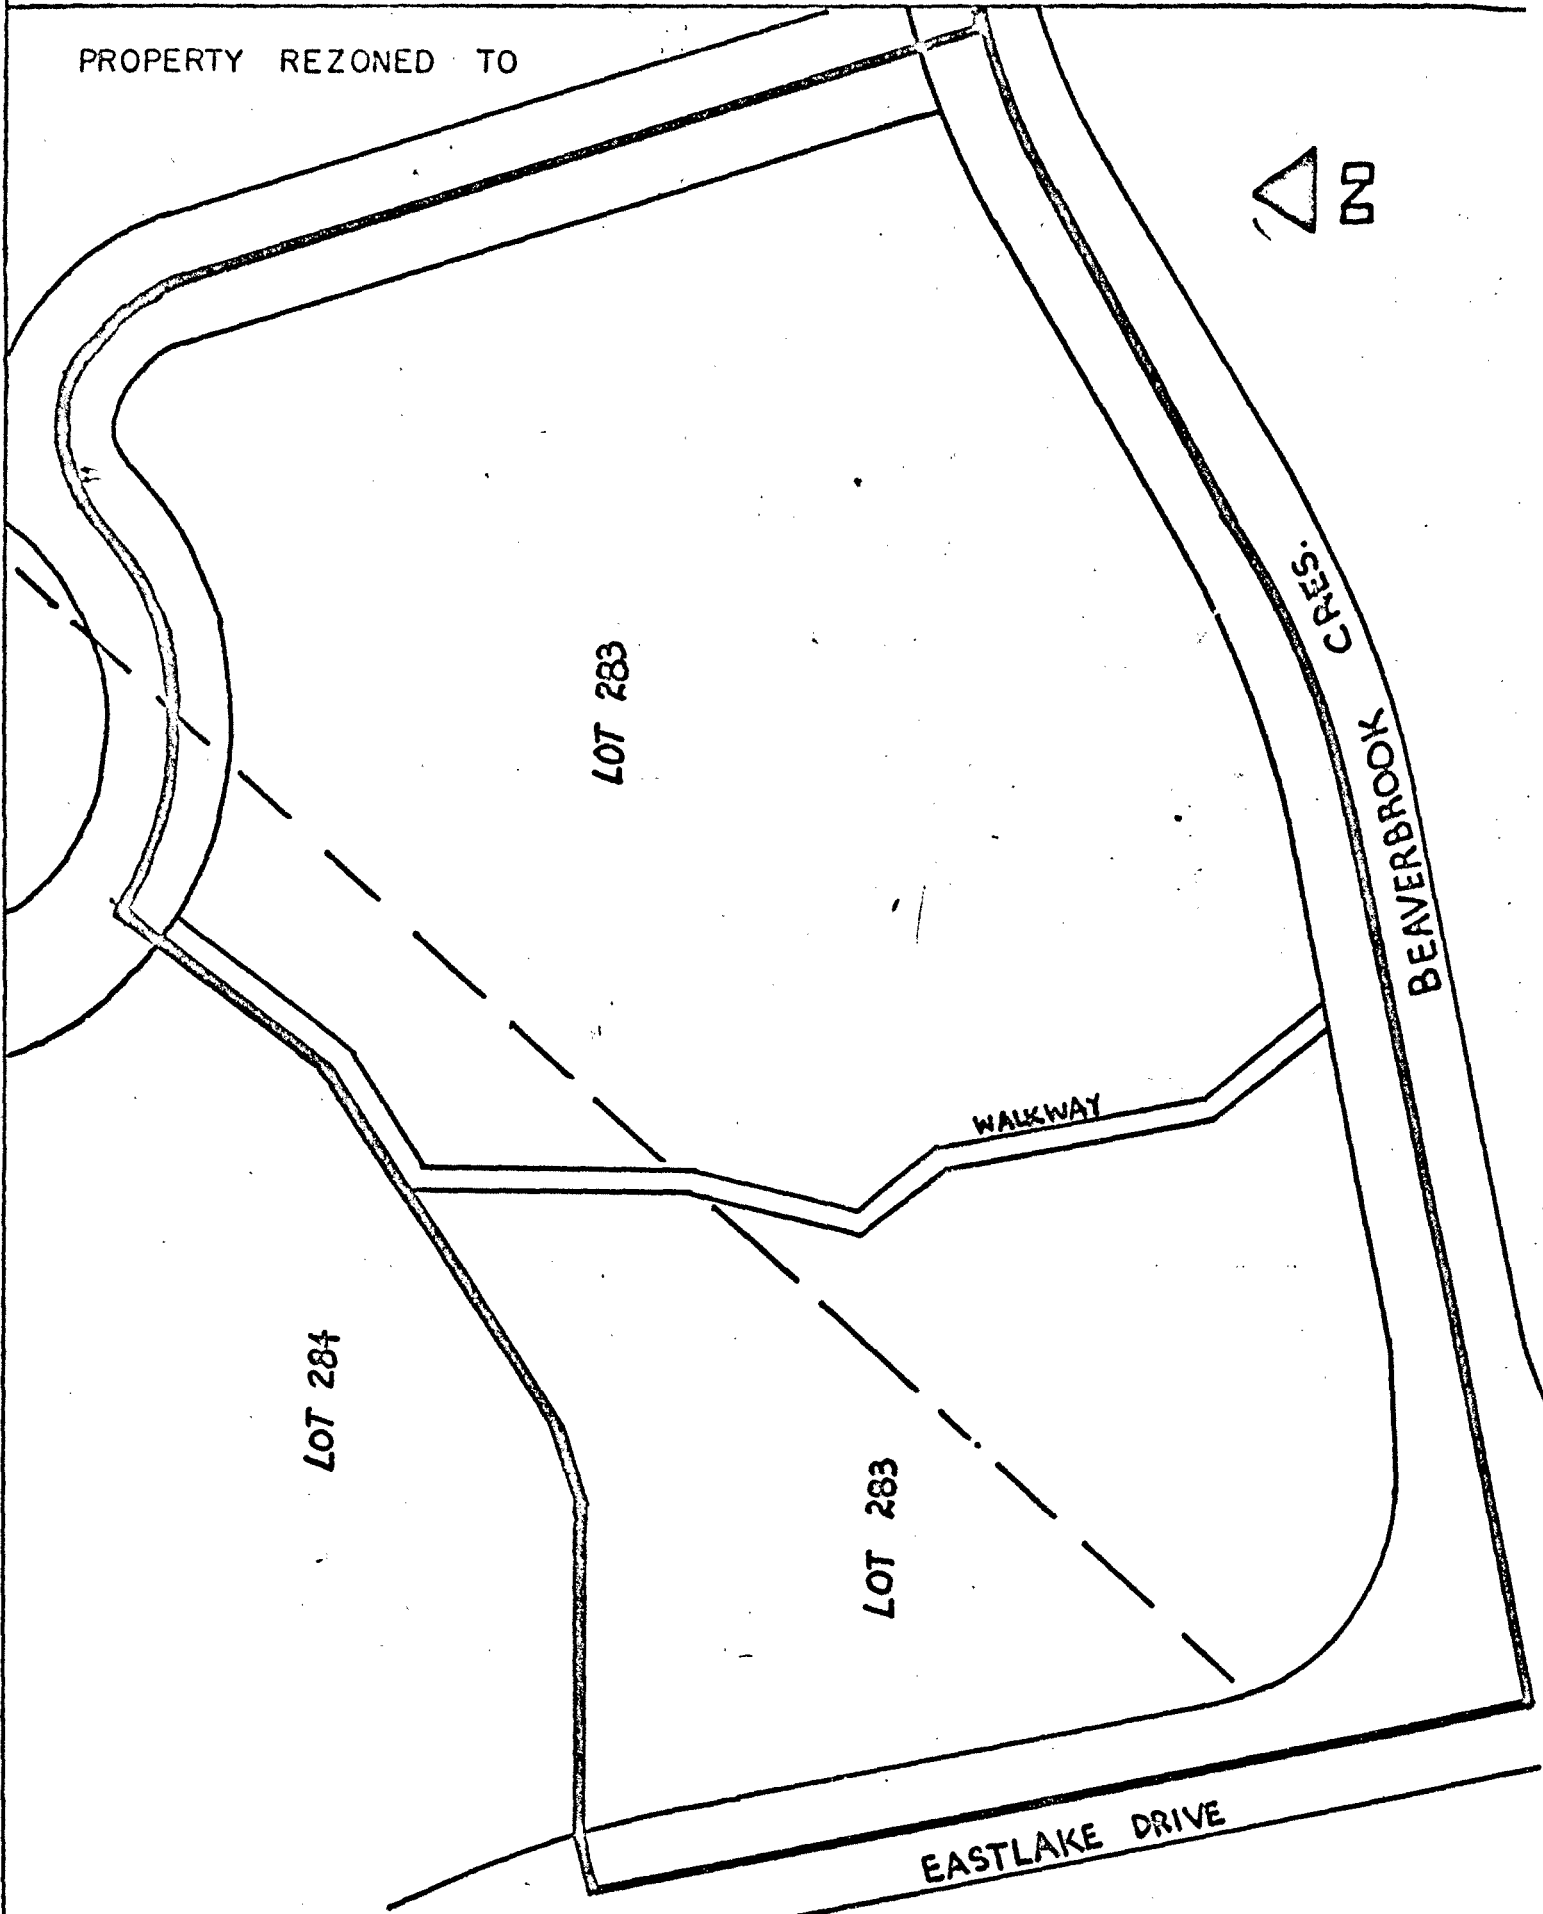 PROPERTY REZONED TO
N
CRES.
BEAVERBROOK
LOT 283
WALKWAY
LOT 284
LOT 283
EASTLAKE DRIVE